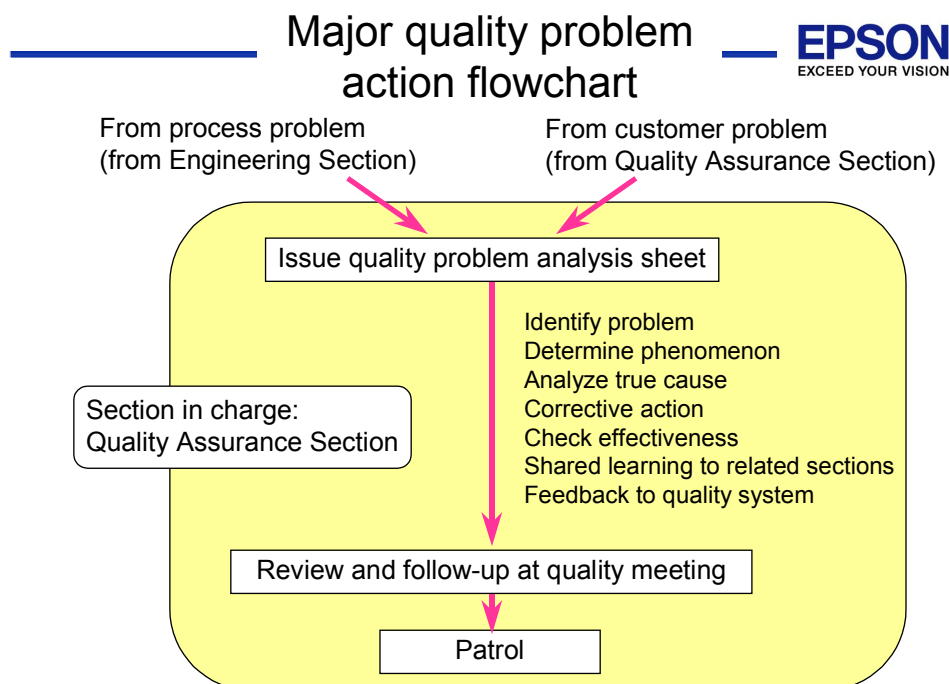 Major quality problem
action flowchart
EPSON
EXCEED YOUR VISION
From process problem
(from Engineering Section)
From customer problem
(from Quality Assurance Section)
Issue quality problem analysis sheet
Identify problem
Determine phenomenon
Analyze true cause
Corrective action
Check effectiveness
Shared learning to related sections
Feedback to quality system
Section in charge:
Quality Assurance Section
Review and follow-up at quality meeting
Patrol